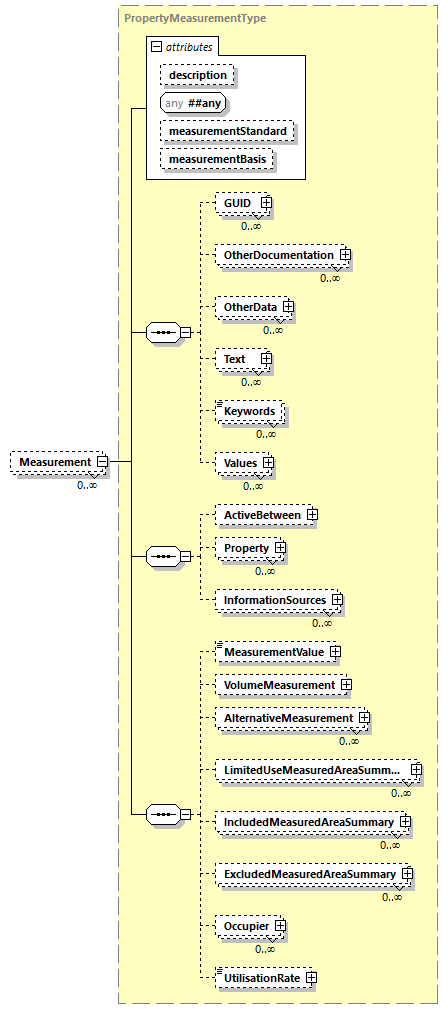 PropertyMeasurementType
attributes
description
any ##any
measurementStandard
measurementBasis
GUID
0..∞
OtherDocumentation
0..∞
OtherData
0..∞
Text
0..∞
Keywords
0..∞
Values
0..∞
Measurement
0..∞
ActiveBetween
Property
0..∞
InformationSources
0..∞
MeasurementValue
VolumeMeasurement
AlternativeMeasurement
0..∞
LimitedUseMeasuredAreaSumm...
0..∞
IncludedMeasuredAreaSummary
0..∞
ExcludedMeasuredAreaSummary
0..∞
Occupier
0..∞
UtilisationRate